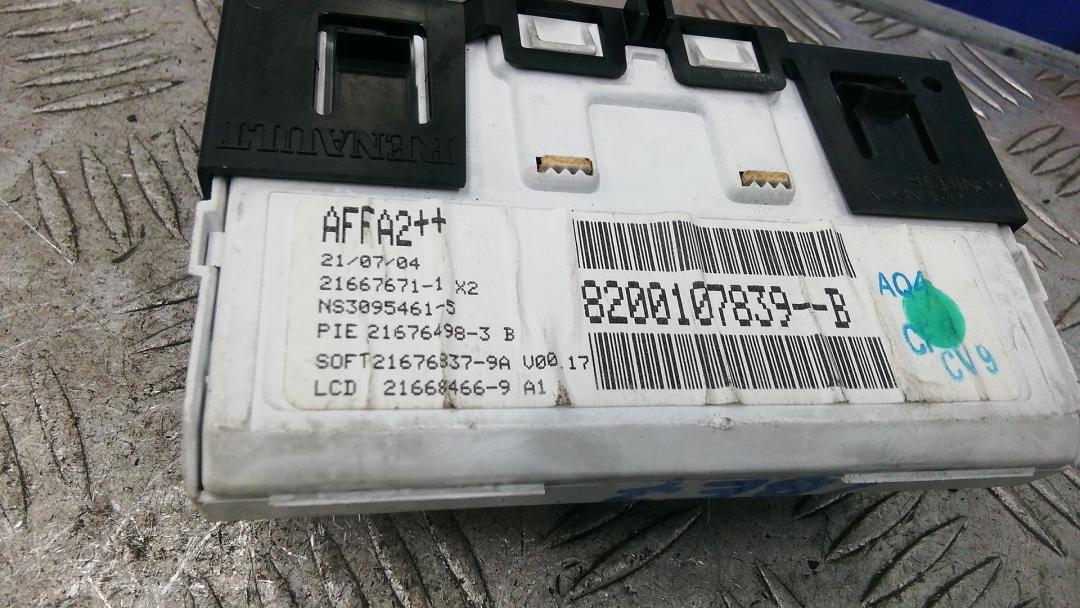 RENAULT
AFFA2++
21/07/04
21667671-1 X2
NS3095461-5
PIE 21676498-3 B
SOFT21676837-9A V00.17
LCD 21668466-9 A1
8200107839--B
CV9